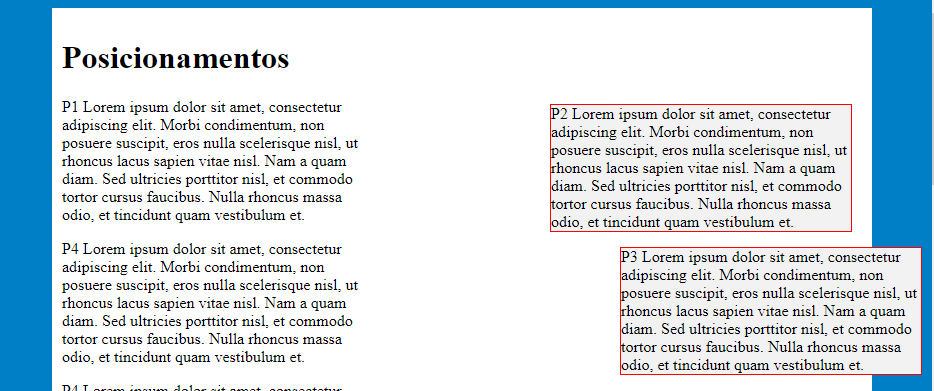 Posicionamentos
P1 Lorem ipsum dolor sit amet, consectetur
adipiscing elit. Morbi condimentum, non
posuere suscipit, eros nulla scelerisque nisl, ut
rhoncus lacus sapien vitae nisl. Nam a quam
diam. Sed ultricies porttitor nisl, et commodo
tortor cursus faucibus. Nulla rhoncus massa
odio, et tincidunt quam vestibulum et.
P2 Lorem ipsum dolor sit amet, consectetur
adipiscing elit. Morbi condimentum, non
posuere suscipit, eros nulla scelerisque nisl, ut
rhoncus lacus sapien vitae nisl. Nam a quam
diam. Sed ultricies porttitor nisl, et commodo
tortor cursus faucibus. Nulla rhoncus massa
odio, et tincidunt quam vestibulum et.
P4 Lorem ipsum dolor sit amet, consectetur
adipiscing elit. Morbi condimentum, non
posuere suscipit, eros nulla scelerisque nisl, ut
rhoncus lacus sapien vitae nisl. Nam a quam
diam. Sed ultricies porttitor nisl, et commodo
tortor cursus faucibus. Nulla rhoncus massa
odio, et tincidunt quam vestibulum et.
P3 Lorem ipsum dolor sit amet, consectetur
adipiscing elit. Morbi condimentum, non
posuere suscipit, eros nulla scelerisque nisl, ut
rhoncus lacus sapien vitae nisl. Nam a quam
diam. Sed ultricies porttitor nisl, et commodo
tortor cursus faucibus. Nulla rhoncus massa
odio, et tincidunt quam vestibulum et.
P4 Lorem ipsum dolor sit amet, consectetur